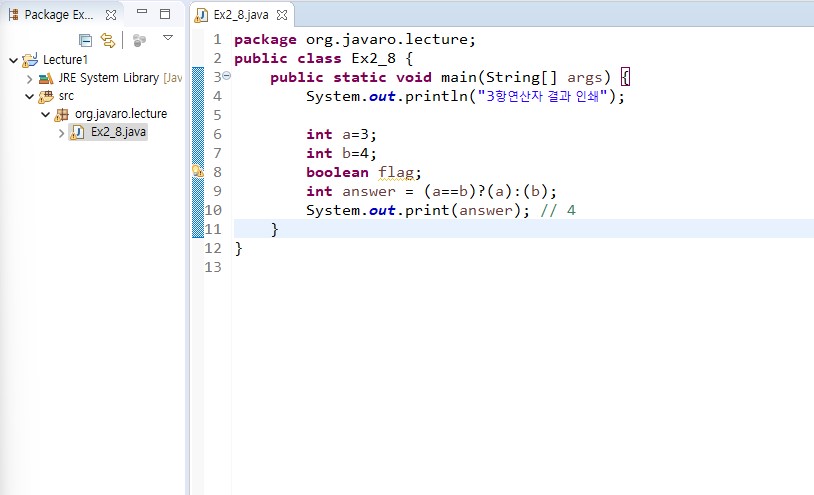 Package Ex...
Lecture1
JRE System Library [Jav
src
org.javaro.lecture
Ex2_8.java
Ex2_8.java
1 package org.javaro.lecture;
2 public class Ex2_8 {
3 public static void main(String[] args) {
4 System.out.println("3항연산자 결과 인쇄");
5
6 int a=3;
7 int b=4;
8 boolean flag;
9 int answer = (a==b)?(a):(b);
10 System.out.print(answer); // 4
11 }
12 }
13